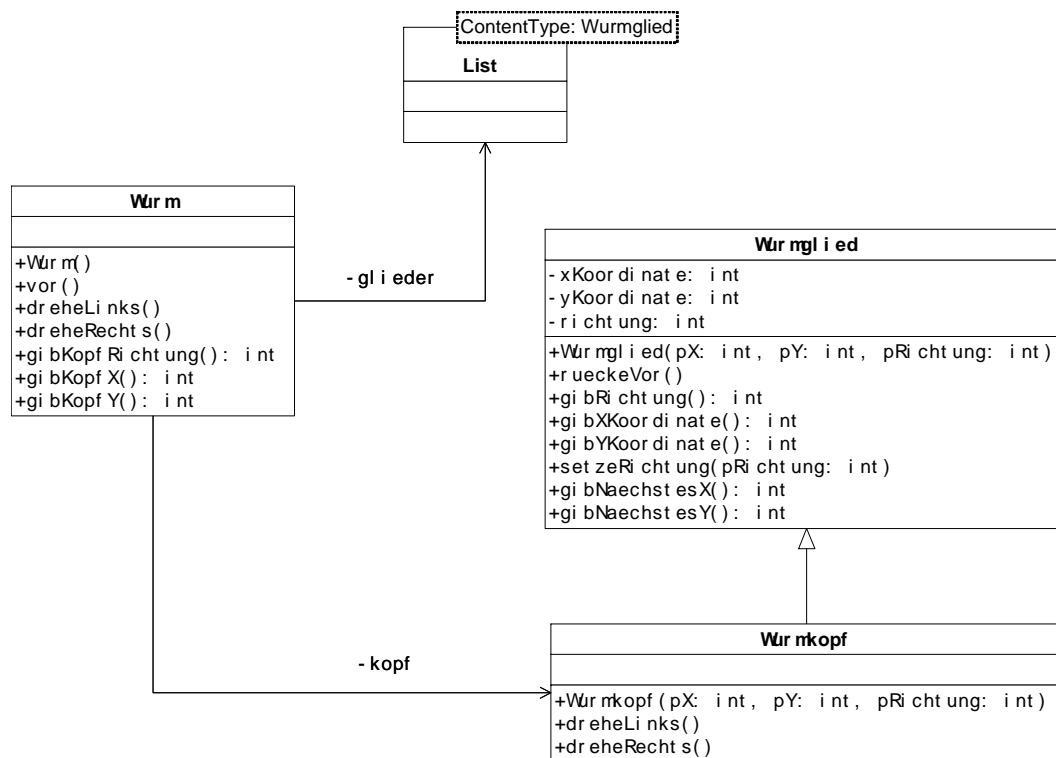 ContentType: Wurmglied
List
Wurm
+Wurm()
+vor()
+dreheLinks()
+dreheRechts()
+gibKopfRichtung(): int
+gibKopfX(): int
+gibKopfY(): int
-glieder
Wurmglied
-xKoordinate: int
-yKoordinate: int
-richtung: int
+Wurmglied(pX: int, pY: int, pRichtung: int)
+rueckeVor()
+gibRichtung(): int
+gibXKoordinate(): int
+gibYKoordinate(): int
+setzeRichtung(pRichtung: int)
+gibNaechstesX(): int
+gibNaechstesY(): int
-kopf
Wurmkopf
+Wurmkopf(pX: int, pY: int, pRichtung: int)
+dreheLinks()
+dreheRechts()